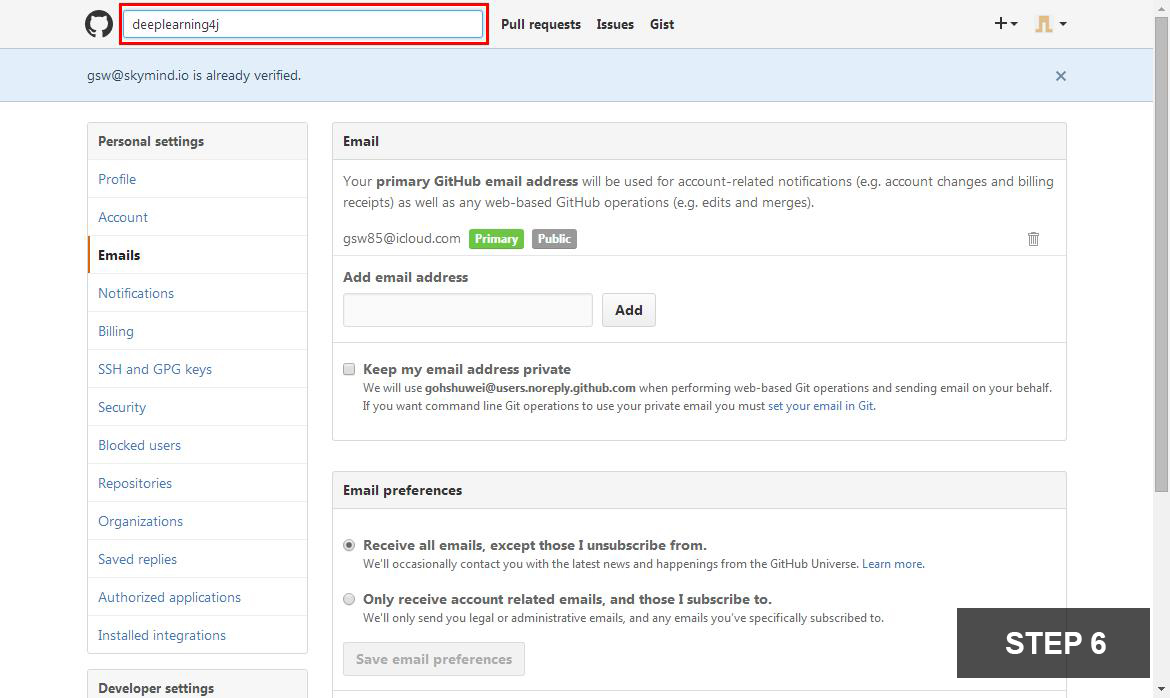 deeplearning4j Pull requests Issues Gist
gsw@skymind.io is already verified.
Personal settings
Profile
Account
Emails
Notifications
Billing
SSH and GPG keys
Security
Blocked users
Repositories
Organizations
Saved replies
Authorized applications
Installed integrations
Developer settings
Email
Your primary GitHub email address will be used for account-related notifications (e.g. account changes and billing
receipts) as well as any web-based GitHub operations (e.g. edits and merges).
gsw85@icloud.com Primary Public
Add email address
Add
Keep my email address private
We will use gohshuwei@users.noreply.github.com when performing web-based Git operations and sending email on your behalf.
If you want command line Git operations to use your private email you must set your email in Git.
Email preferences
Receive all emails, except those I unsubscribe from.
We'll occasionally contact you with the latest news and happenings from the GitHub Universe. Learn more.
Only receive account related emails, and those I subscribe to.
We'll only send you legal or administrative emails, and any emails you've specifically subscribed to.
Save email preferences
STEP 6